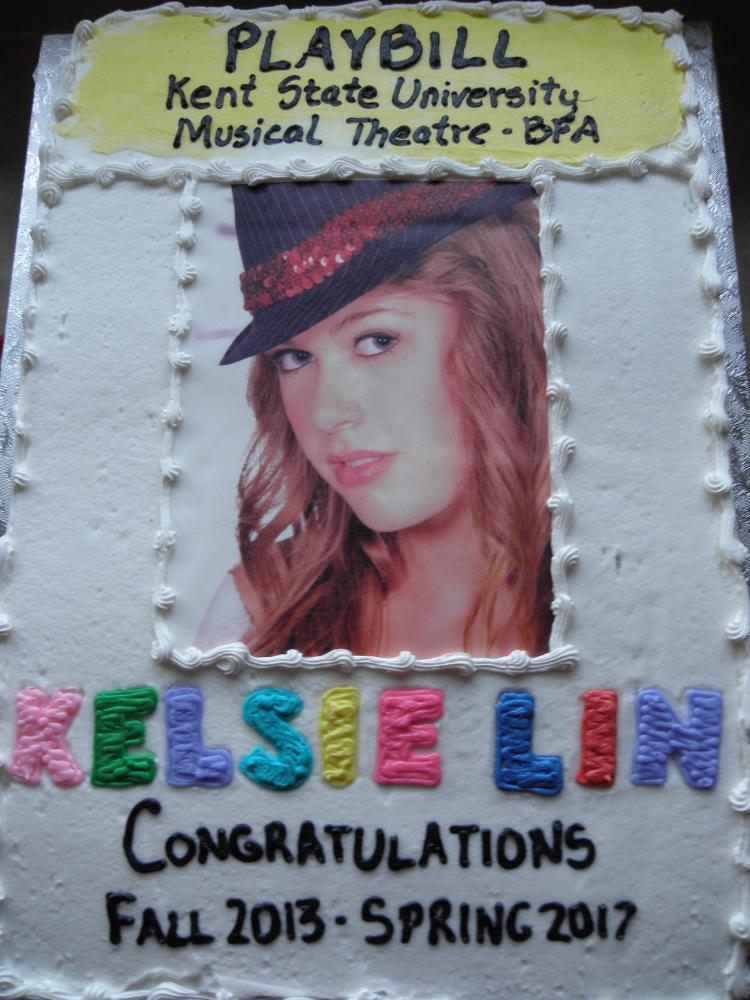 PLAYBILL
Kent State University
Musical Theatre - BFA
KELSIE LIN
CONGRATULATIONS
FALL 2013 - SPRING 2017